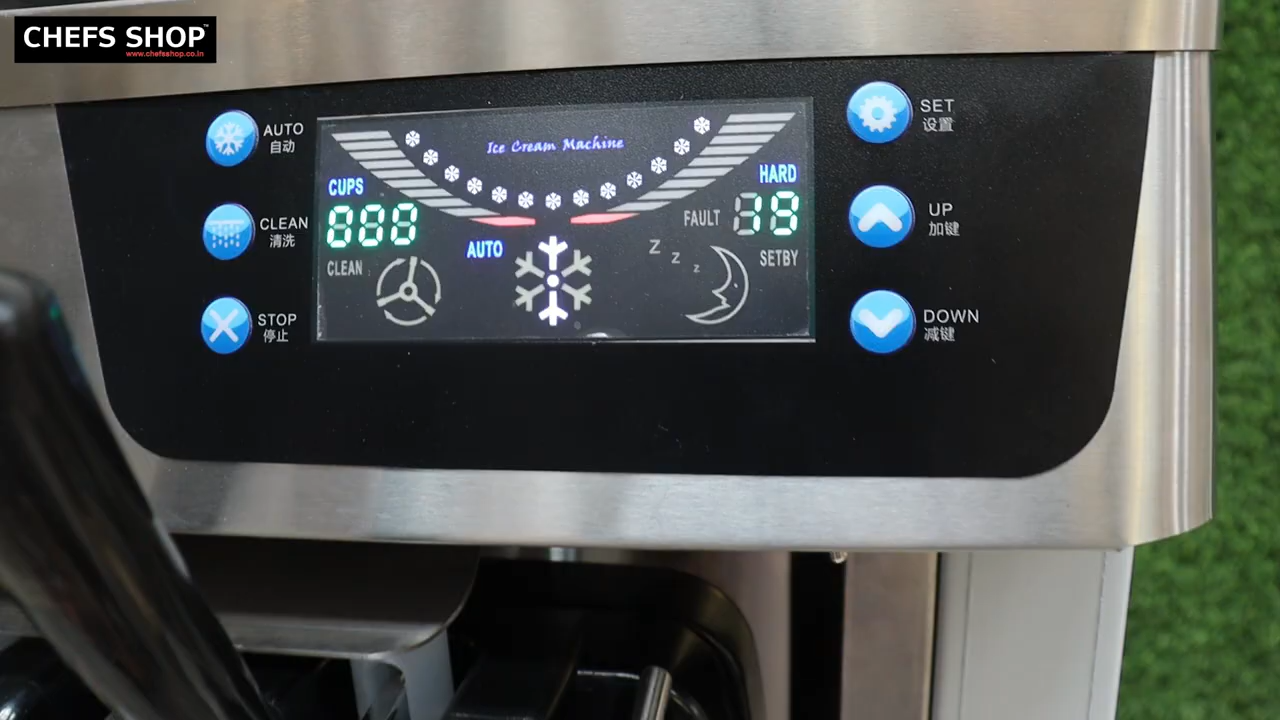 CHEFS SHOP™
www.chefsshop.co.in
AUTO
自动
CLEAN
清洗
STOP
停止
Ice Cream Machine
CUPS
888
CLEAN
AUTO
HARD
FAULT
18
SETBY
Z z z
SET
设置
UP
加键
DOWN
减键